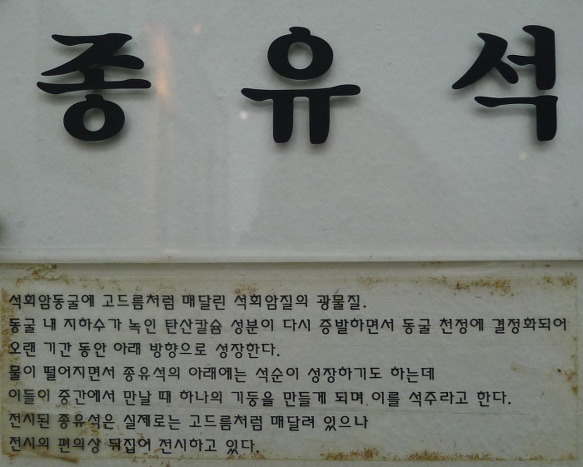 종유석
석회암동굴에 고드름처럼 매달린 석회암질의 광물질.
동굴 내 지하수가 녹인 탄산칼슘 성분이 다시 증발하면서 동굴 천정에 결정화되어
오랜 기간 동안 아래 방향으로 성장한다.
물이 떨어지면서 종유석의 아래에는 석순이 성장하기도 하는데
이들이 중간에서 만날 때 하나의 기둥을 만들게 되며, 이를 석주라고 한다.
전시된 종유석은 실제로는 고드름처럼 매달려 있으나
전시의 편의상 뒤집어 전시하고 있다.